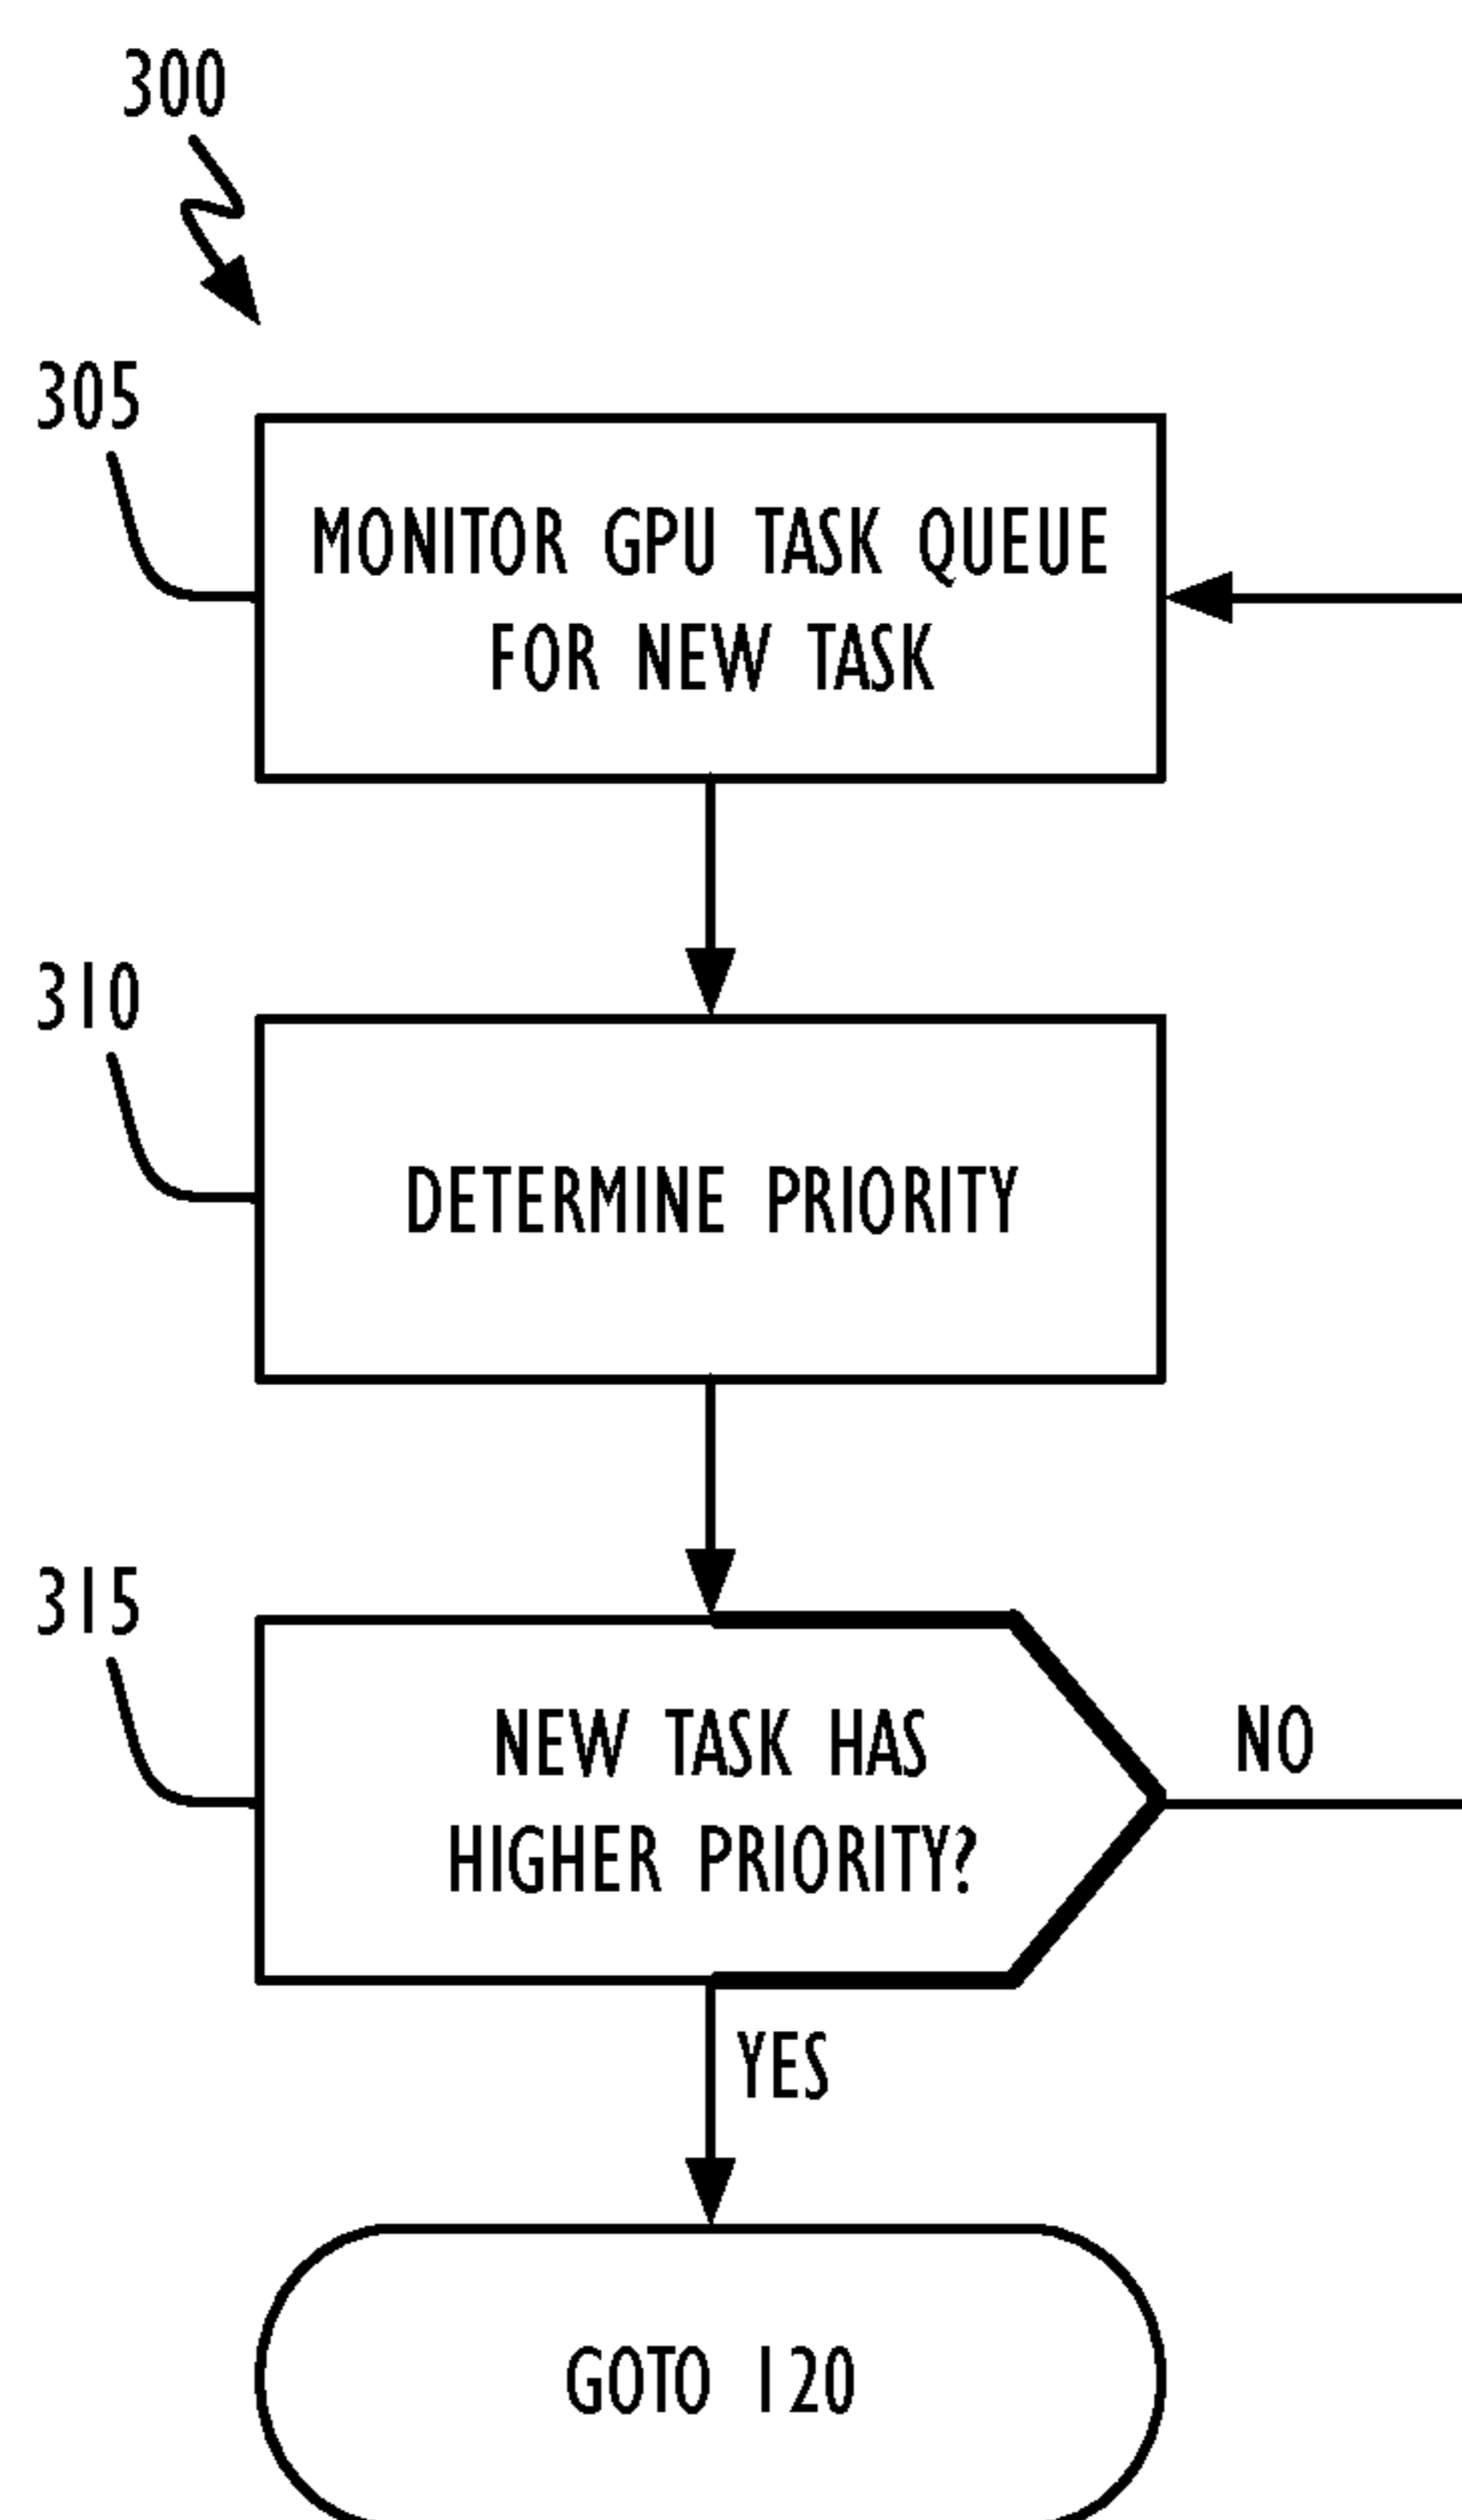 300
305
MONITOR GPU TASK QUEUE
FOR NEW TASK
310
DETERMINE PRIORITY
315
NEW TASK HAS
HIGHER PRIORITY?
NO
YES
GOTO 120